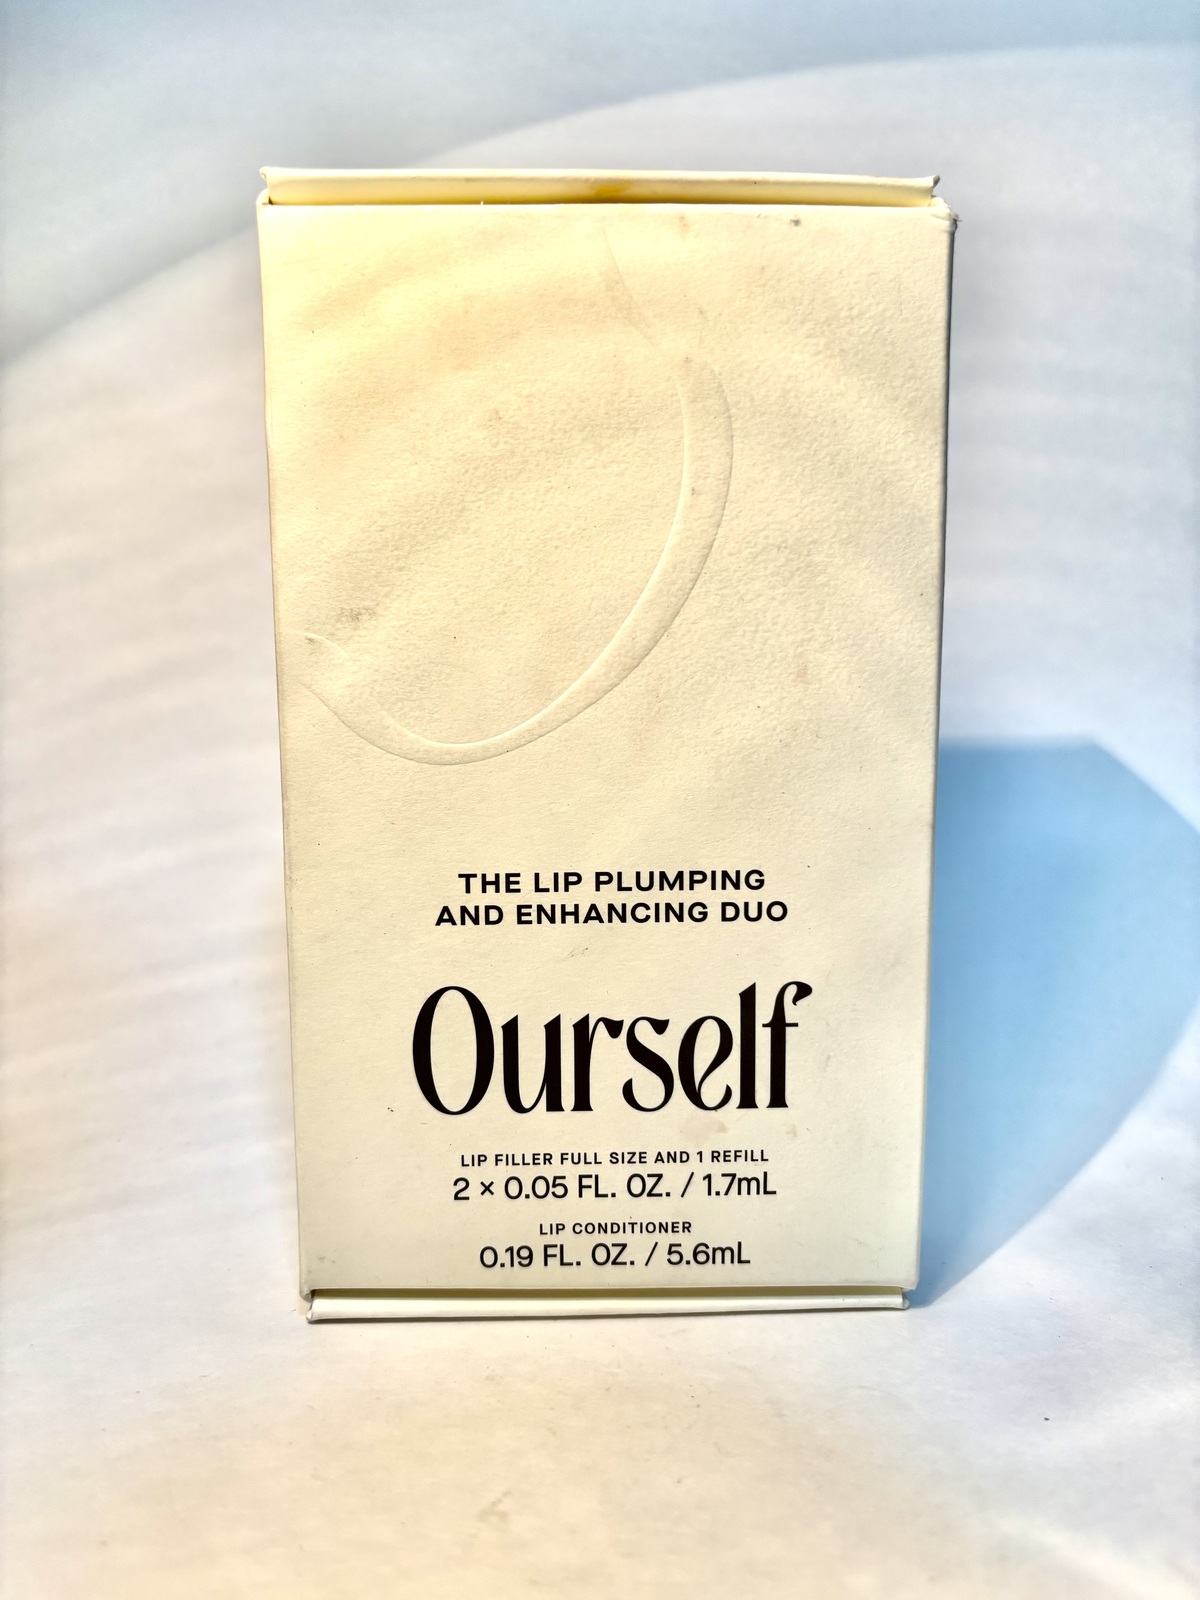 THE LIP PLUMPING
AND ENHANCING DUO
Ourself
LIP FILLER FULL SIZE AND 1 REFILL
2 × 0.05 FL. OZ. / 1.7mL
LIP CONDITIONER
0.19 FL. OZ. / 5.6mL